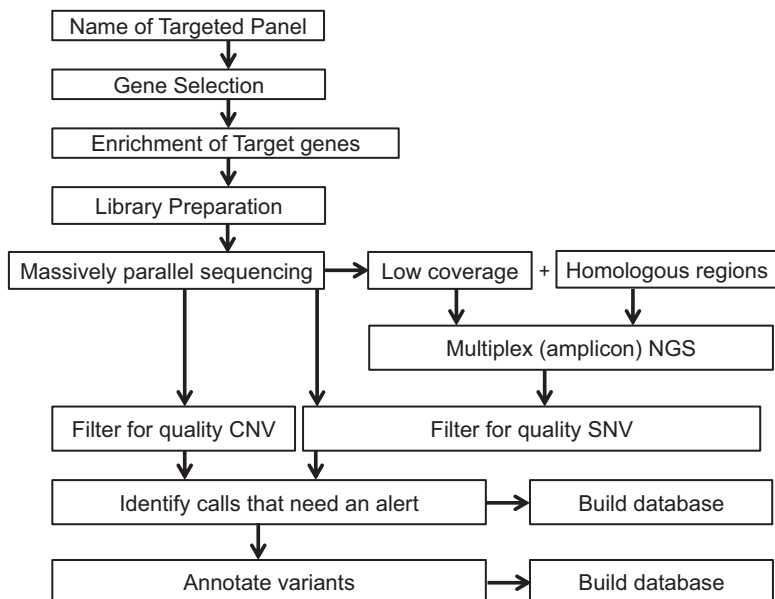 Name of Targeted Panel
Gene Selection
Enrichment of Target genes
Library Preparation
Massively parallel sequencing
Low coverage
+
Homologous regions
Multiplex (amplicon) NGS
Filter for quality CNV
Filter for quality SNV
Identify calls that need an alert
Build database
Annotate variants
Build database